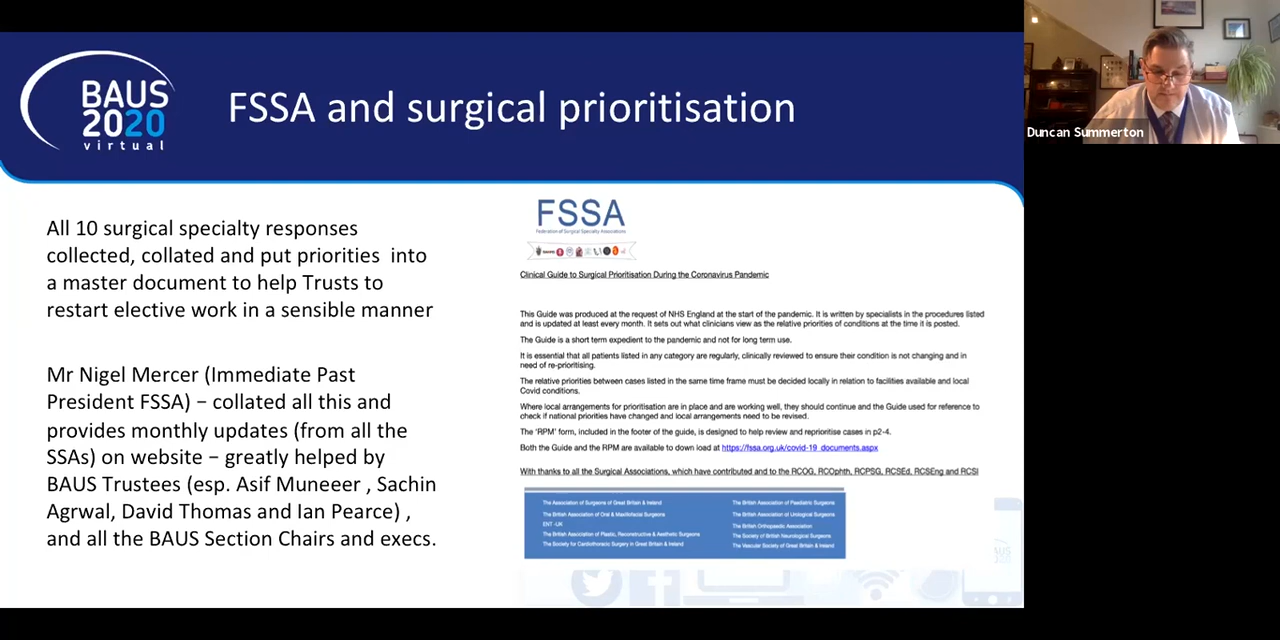 BAUS
2020
virtual
FSSA and surgical prioritisation
Duncan Summerton
All 10 surgical specialty responses
collected, collated and put priorities into
a master document to help Trusts to
restart elective work in a sensible manner
Mr Nigel Mercer (Immediate Past
President FSSA) – collated all this and
provides monthly updates (from all the
SSAs) on website – greatly helped by
BAUS Trustees (esp. Asif Muneeer , Sachin
Agrwal, David Thomas and Ian Pearce) ,
and all the BAUS Section Chairs and execs.
FSSA
Federation of Surgical Specialty Associations
Clinical Guide to Surgical Prioritisation During the Coronavirus Pandemic
This Guide was produced at the request of NHS England at the start of the pandemic. It is written by specialists in the procedures listed
and is updated at least every month. It sets out what clinicians view as the relative priorities of conditions at the time it is posted.
The Guide is a short term expedient to the pandemic and not for long term use.
It is essential that all patients listed in any category are regularly, clinically reviewed to ensure their condition is not changing and in
need of re-prioritising.
The relative priorities between cases listed in the same time frame must be decided locally in relation to facilities available and local
Covid conditions.
Where local arrangements for prioritisation are in place and are working well, they should continue and the Guide used for reference to
check if national priorities have changed and local arrangements need to be revised.
The 'RPM' form, included in the footer of the guide, is designed to help review and reprioritise cases in p2-4.
Both the Guide and the RPM are available to down load at https://fssa.org.uk/covid-19_documents.aspx
With thanks to all the Surgical Associations, which have contributed and to the RCOG, RCOphth, RCPSG, RCSEd, RCSEng and RCSI
The Association of Surgeons of Great Britain & Ireland
The British Association of Oral & Maxillofacial Surgeons
ENT -UK
The British Association of Plastic, Reconstructive & Aesthetic Surgeons
The Society for Cardiothoracic Surgery in Great Britain & Ireland
The British Association of Paediatric Surgeons
The British Association of Urological Surgeons
The British Orthopaedic Association
The Society of British Neurological Surgeons
The Vascular Society of Great Britain & Ireland
BAUS